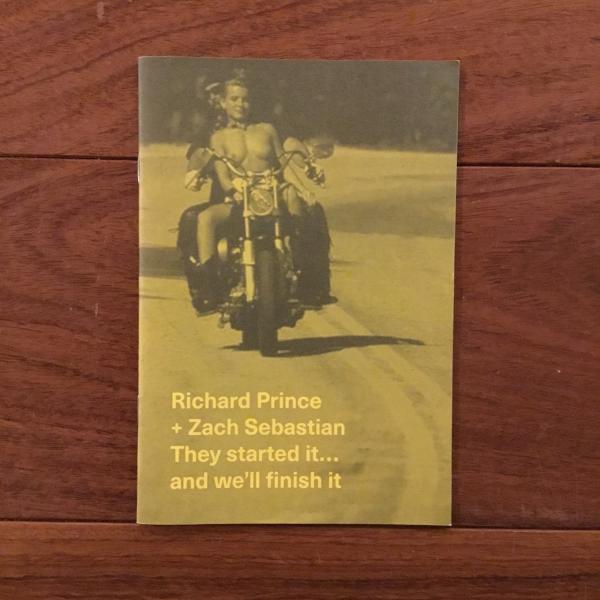 Richard Prince
+ Zach Sebastian
They started it...
and we'll finish it